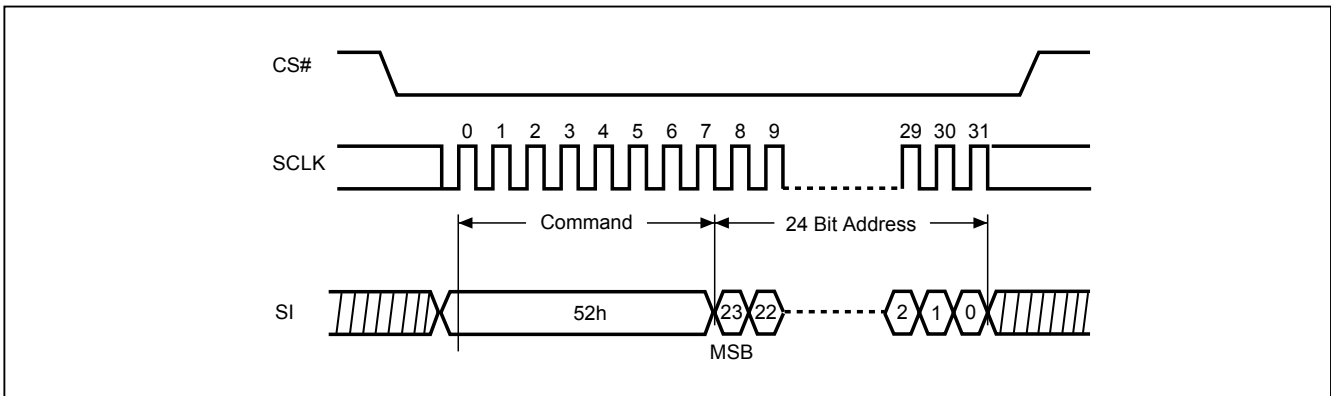 CS#
0 1 2 3 4 5 6 7 8 9 29 30 31
SCLK
Command 24 Bit Address
SI 52h 23 22 2 1 0
MSB